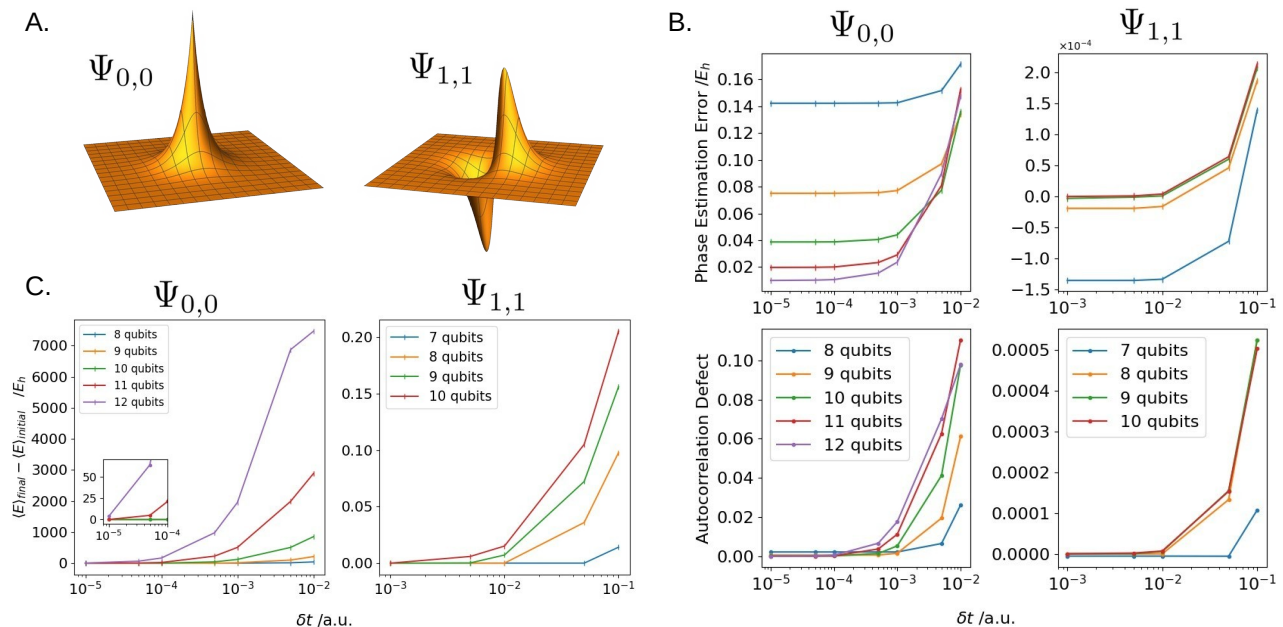 A.
Ψ0,0
Ψ1,1
B.
Ψ0,0
Ψ1,1
Phase Estimation Error /Eh
0.16
0.14
0.12
0.10
0.08
0.06
0.04
0.02
10−5
10−4
10−3
10−2
×10−4
2.0
1.5
1.0
0.5
0.0
−0.5
−1.0
−1.5
10−3
10−2
10−1
Autocorrelation Defect
0.10
0.08
0.06
0.04
0.02
0.00
8 qubits
9 qubits
10 qubits
11 qubits
12 qubits
10−5
10−4
10−3
10−2
0.0005
0.0004
0.0003
0.0002
0.0001
0.0000
7 qubits
8 qubits
9 qubits
10 qubits
10−3
10−2
10−1
δt /a.u.
C.
Ψ0,0
Ψ1,1
⟨E⟩final − ⟨E⟩initial /Eh
7000
6000
5000
4000
3000
2000
1000
0
8 qubits
9 qubits
10 qubits
11 qubits
12 qubits
50
25
0
10−5
10−4
10−5
10−4
10−3
10−2
0.20
0.15
0.10
0.05
0.00
7 qubits
8 qubits
9 qubits
10 qubits
10−3
10−2
10−1
δt /a.u.